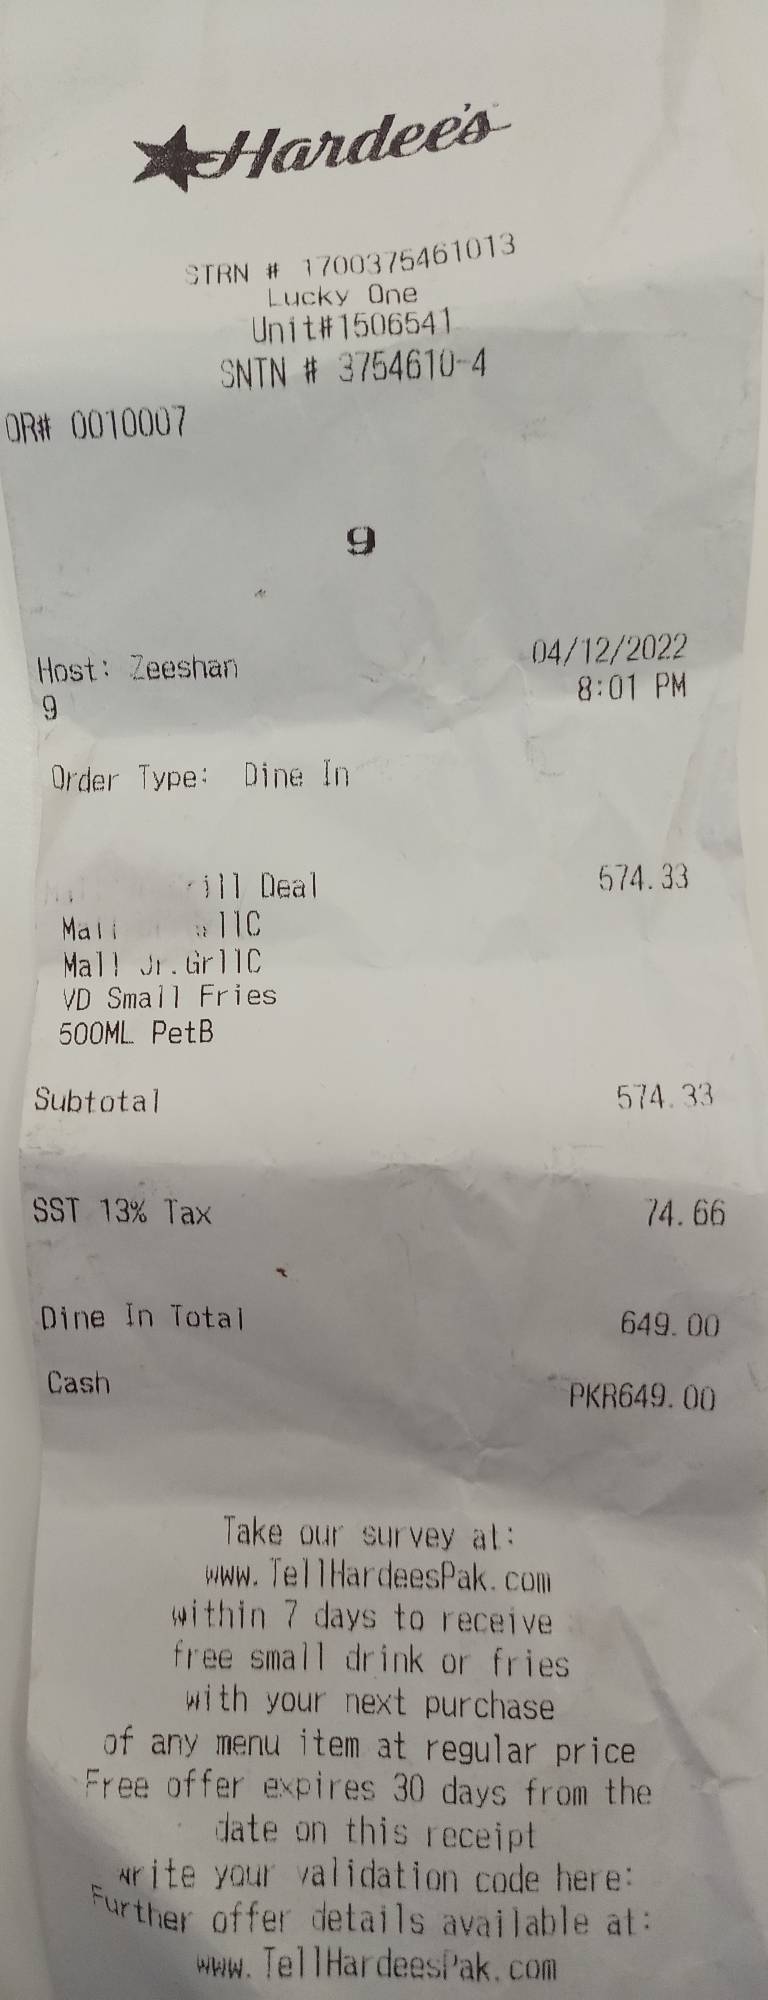 Hardee's
STRN # 1700375461013
Lucky One
Unit#1506541
SNTN # 3754610-4
OR# 0010007
9
Host: Zeeshan 04/12/2022
9 8:01 PM
Order Type: Dine In
Deal 574.33
Mall Jr.GrllC
VD Small Fries
500ML PetB
Subtotal 574.33
SST 13% Tax 74.66
Dine In Total 649.00
Cash PKR649.00
Take our survey at:
www.TellHardeesPak.com
within 7 days to receive
free small drink or fries
with your next purchase
of any menu item at regular price
Free offer expires 30 days from the
date on this receipt
write your validation code here:
Further offer details available at:
www.TellHardeesPak.com